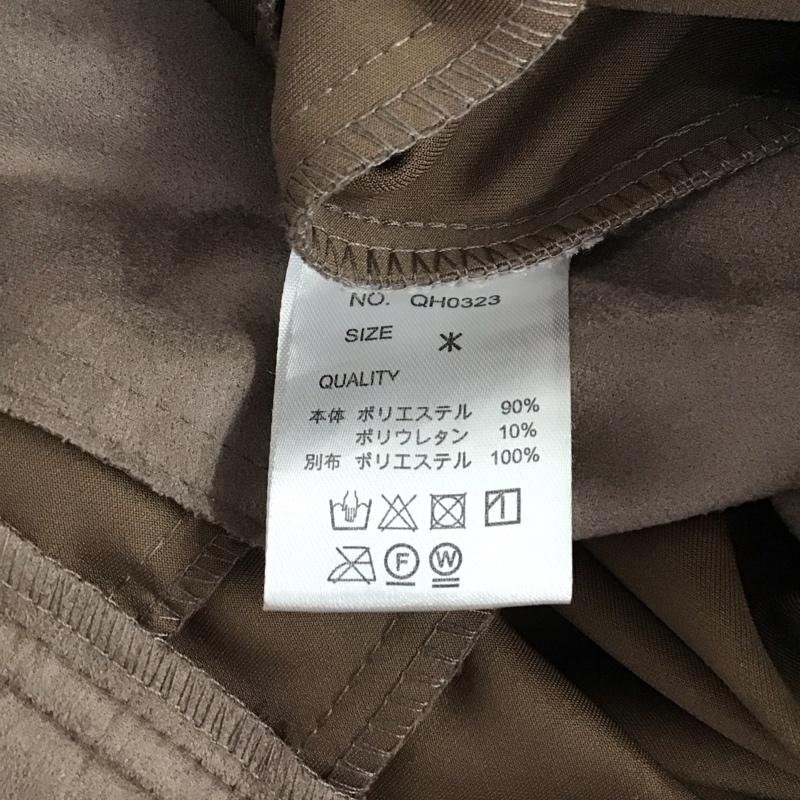 NO. QH0323
SIZE *
QUALITY
本体 ポリエステル 90%
ポリウレタン 10%
別布 ポリエステル 100%
F W